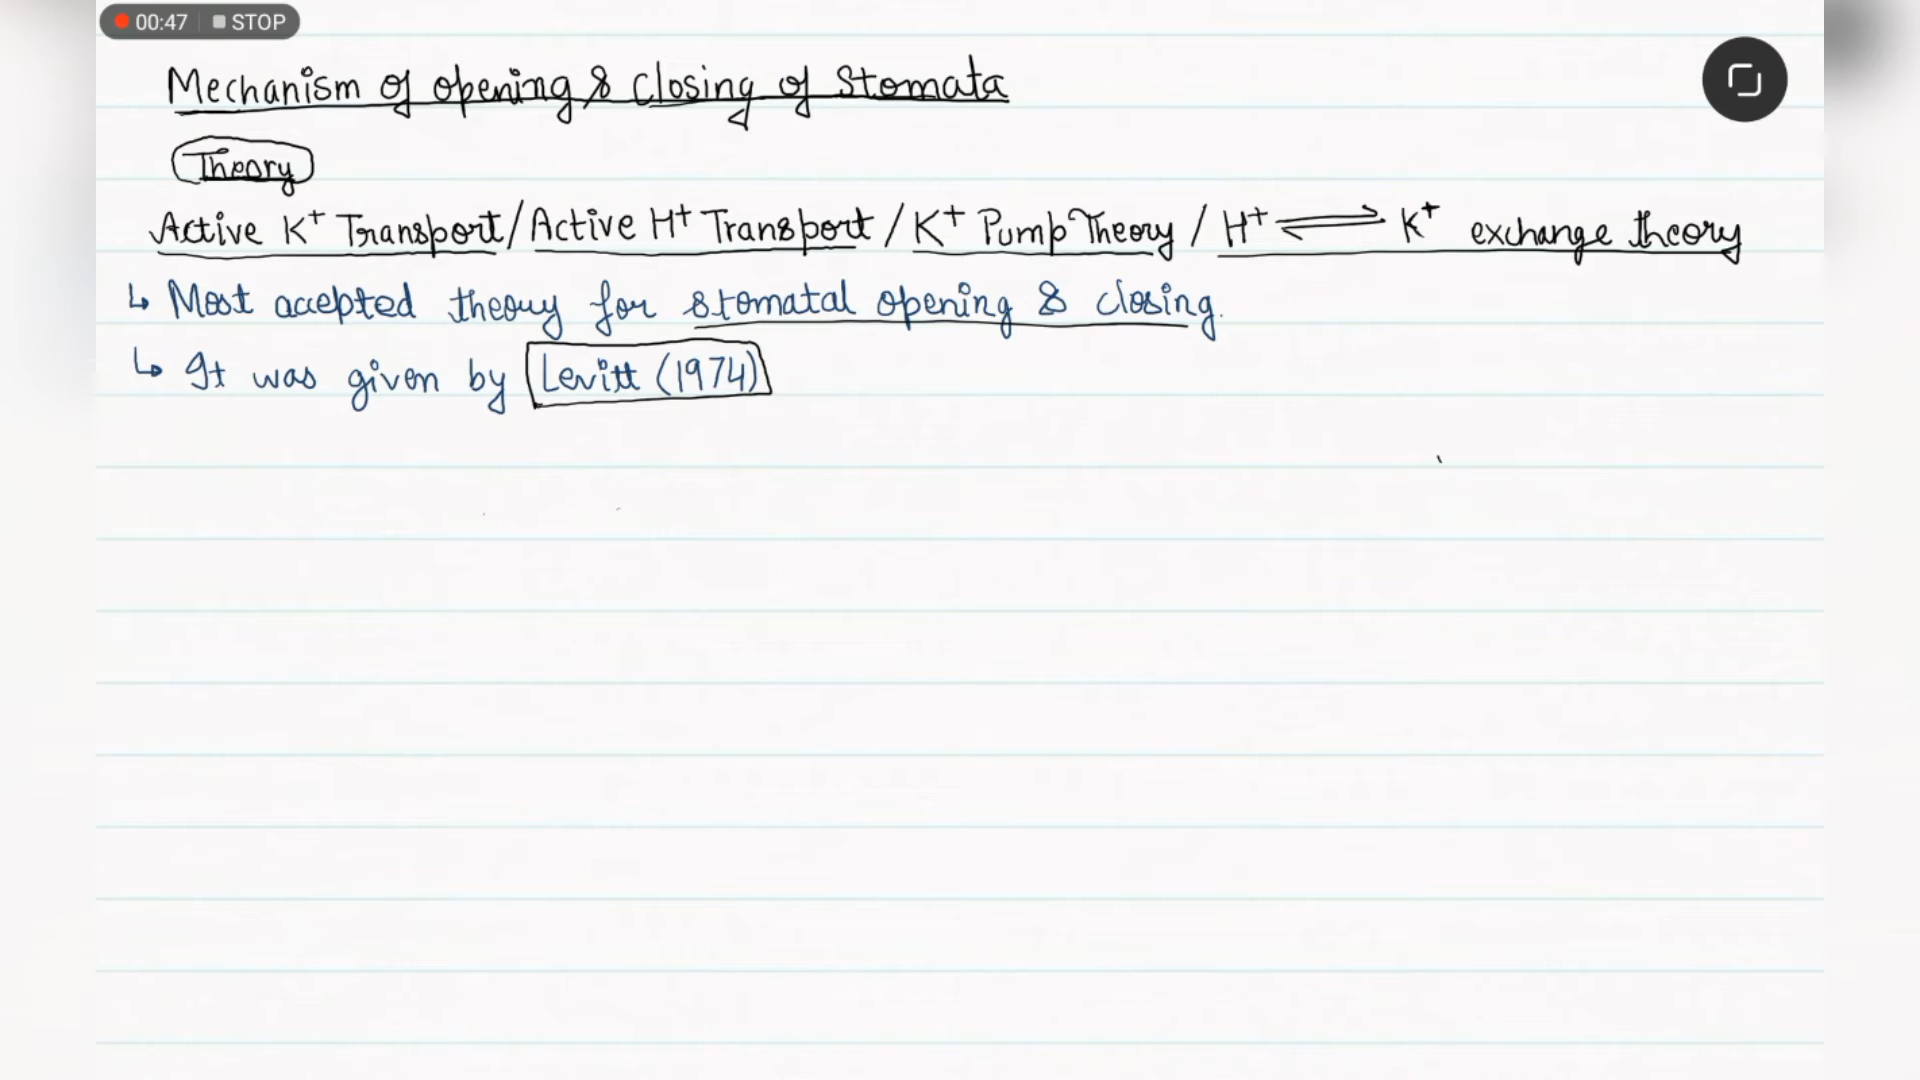 00:47 STOP
Mechanism of opening & Closing of Stomata
Theory
Active K⁺ Transport/Active H⁺ Transport / K⁺ Pump Theory / H⁺ ⇌ K⁺ exchange theory
↳ Most accepted theory for stomatal opening & closing.
↳ It was given by Levitt (1974)